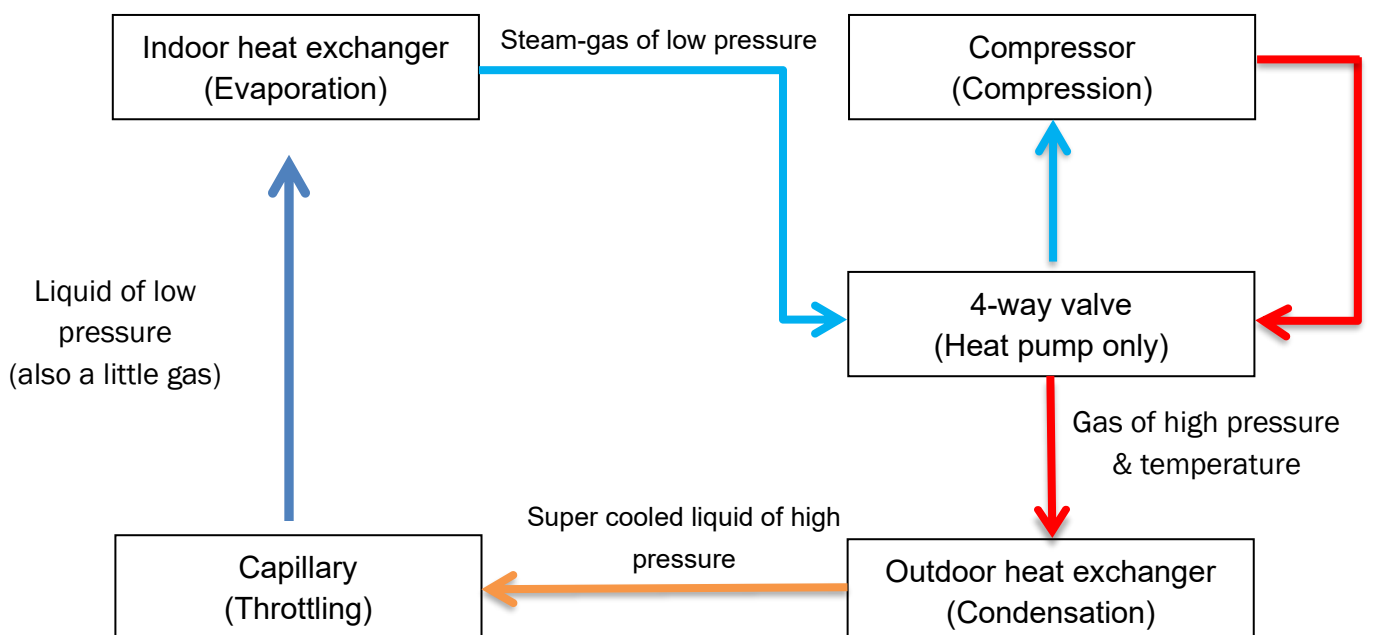 Indoor heat exchanger
(Evaporation)
Steam-gas of low pressure
Compressor
(Compression)
Liquid of low
pressure
(also a little gas)
4-way valve
(Heat pump only)
Gas of high pressure
& temperature
Super cooled liquid of high
pressure
Capillary
(Throttling)
Outdoor heat exchanger
(Condensation)